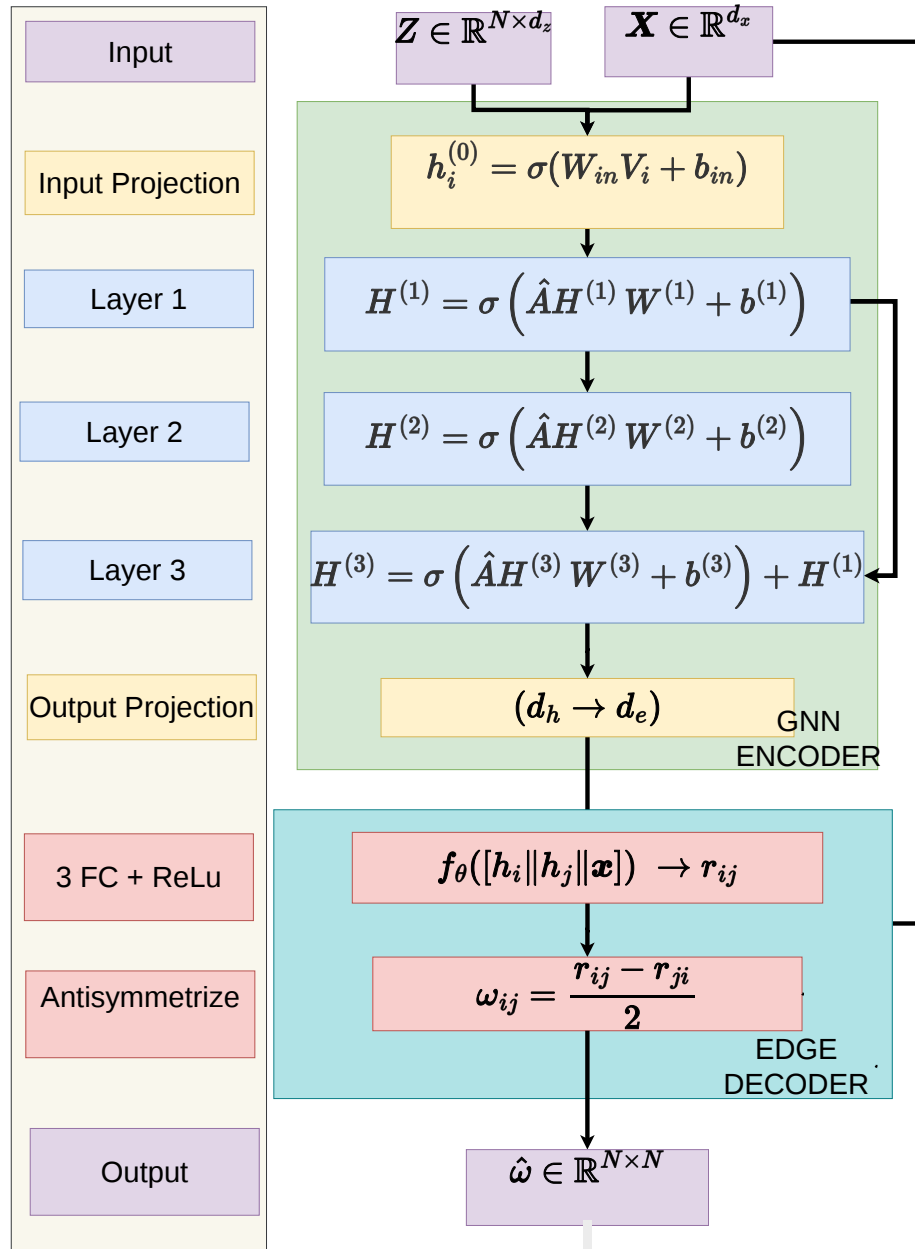 Input
Z ∈ ℝ^{N×d_z}
X ∈ ℝ^{d_x}
Input Projection
h_i^{(0)} = σ(W_{in}V_i + b_{in})
Layer 1
H^{(1)} = σ(ÂH^{(1)} W^{(1)} + b^{(1)})
Layer 2
H^{(2)} = σ(ÂH^{(2)} W^{(2)} + b^{(2)})
Layer 3
H^{(3)} = σ(ÂH^{(3)} W^{(3)} + b^{(3)}) + H^{(1)}
Output Projection
(d_h → d_e)
GNN
ENCODER
3 FC + ReLu
f_θ([h_i‖h_j‖x]) → r_{ij}
Antisymmetrize
ω_{ij} = \frac{r_{ij} − r_{ji}}{2}
EDGE
DECODER
Output
ω̂ ∈ ℝ^{N×N}